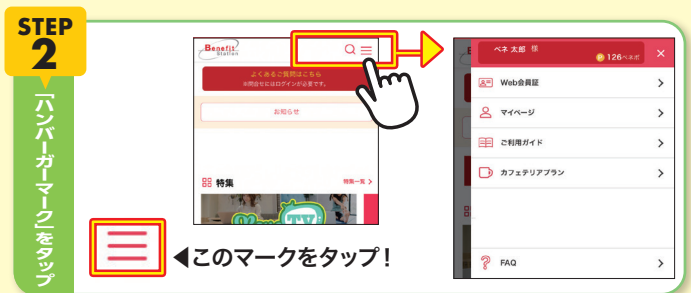 STEP
2
「ハンバーガーマーク」をタップ
Benefit
Station
よくあるご質問はこちら
※問合せにはログインが必要です。
お知らせ
特集
特集一覧 >
◀このマークをタップ！
ベネ 太郎 様
P 126ベネポ
×
Web会員証 >
マイページ >
ご利用ガイド >
カフェテリアプラン >
FAQ >